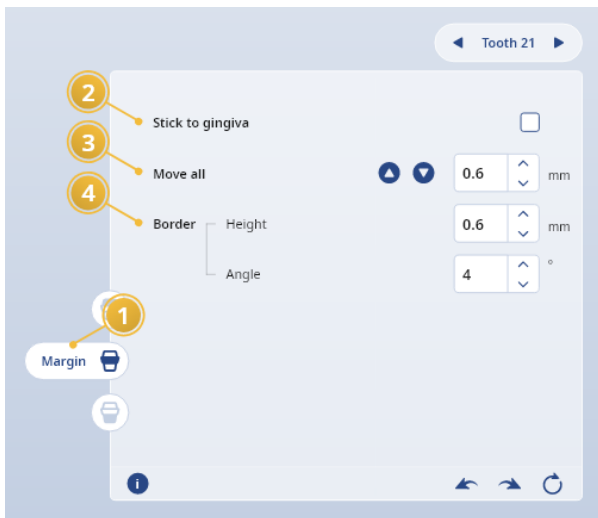 Tooth 21
2
Stick to gingiva
3
Move all 0.6 mm
4
Border Height 0.6 mm
Angle 4 °
1
Margin
i